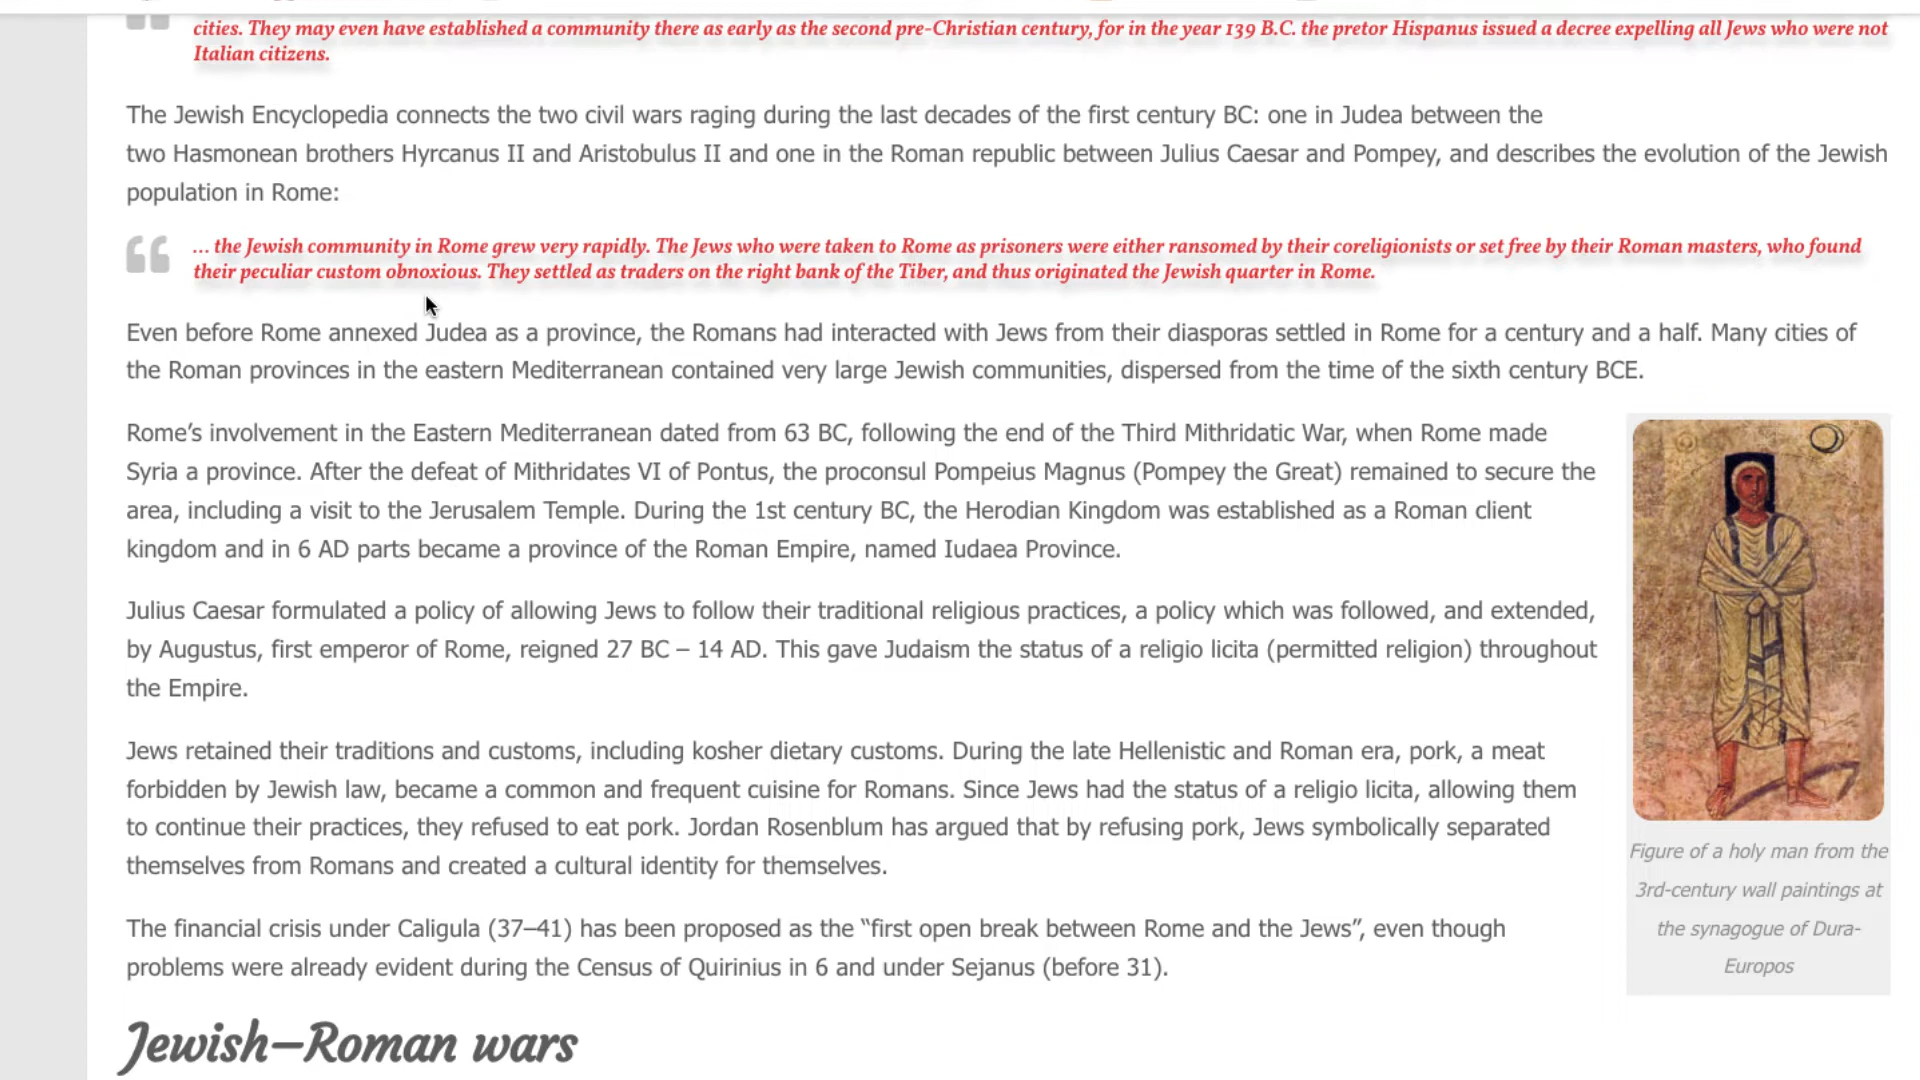 cities. They may even have established a community there as early as the second pre-Christian century, for in the year 139 B.C. the pretor Hispanus issued a decree expelling all Jews who were not
Italian citizens.
The Jewish Encyclopedia connects the two civil wars raging during the last decades of the first century BC: one in Judea between the
two Hasmonean brothers Hyrcanus II and Aristobulus II and one in the Roman republic between Julius Caesar and Pompey, and describes the evolution of the Jewish
population in Rome:
... the Jewish community in Rome grew very rapidly. The Jews who were taken to Rome as prisoners were either ransomed by their coreligionists or set free by their Roman masters, who found
their peculiar custom obnoxious. They settled as traders on the right bank of the Tiber, and thus originated the Jewish quarter in Rome.
Even before Rome annexed Judea as a province, the Romans had interacted with Jews from their diasporas settled in Rome for a century and a half. Many cities of
the Roman provinces in the eastern Mediterranean contained very large Jewish communities, dispersed from the time of the sixth century BCE.
Rome’s involvement in the Eastern Mediterranean dated from 63 BC, following the end of the Third Mithridatic War, when Rome made
Syria a province. After the defeat of Mithridates VI of Pontus, the proconsul Pompeius Magnus (Pompey the Great) remained to secure the
area, including a visit to the Jerusalem Temple. During the 1st century BC, the Herodian Kingdom was established as a Roman client
kingdom and in 6 AD parts became a province of the Roman Empire, named Iudaea Province.
Julius Caesar formulated a policy of allowing Jews to follow their traditional religious practices, a policy which was followed, and extended,
by Augustus, first emperor of Rome, reigned 27 BC – 14 AD. This gave Judaism the status of a religio licita (permitted religion) throughout
the Empire.
Jews retained their traditions and customs, including kosher dietary customs. During the late Hellenistic and Roman era, pork, a meat
forbidden by Jewish law, became a common and frequent cuisine for Romans. Since Jews had the status of a religio licita, allowing them
to continue their practices, they refused to eat pork. Jordan Rosenblum has argued that by refusing pork, Jews symbolically separated
themselves from Romans and created a cultural identity for themselves.
The financial crisis under Caligula (37–41) has been proposed as the “first open break between Rome and the Jews”, even though
problems were already evident during the Census of Quirinius in 6 and under Sejanus (before 31).
Figure of a holy man from the
3rd-century wall paintings at
the synagogue of Dura-
Europos
Jewish–Roman wars